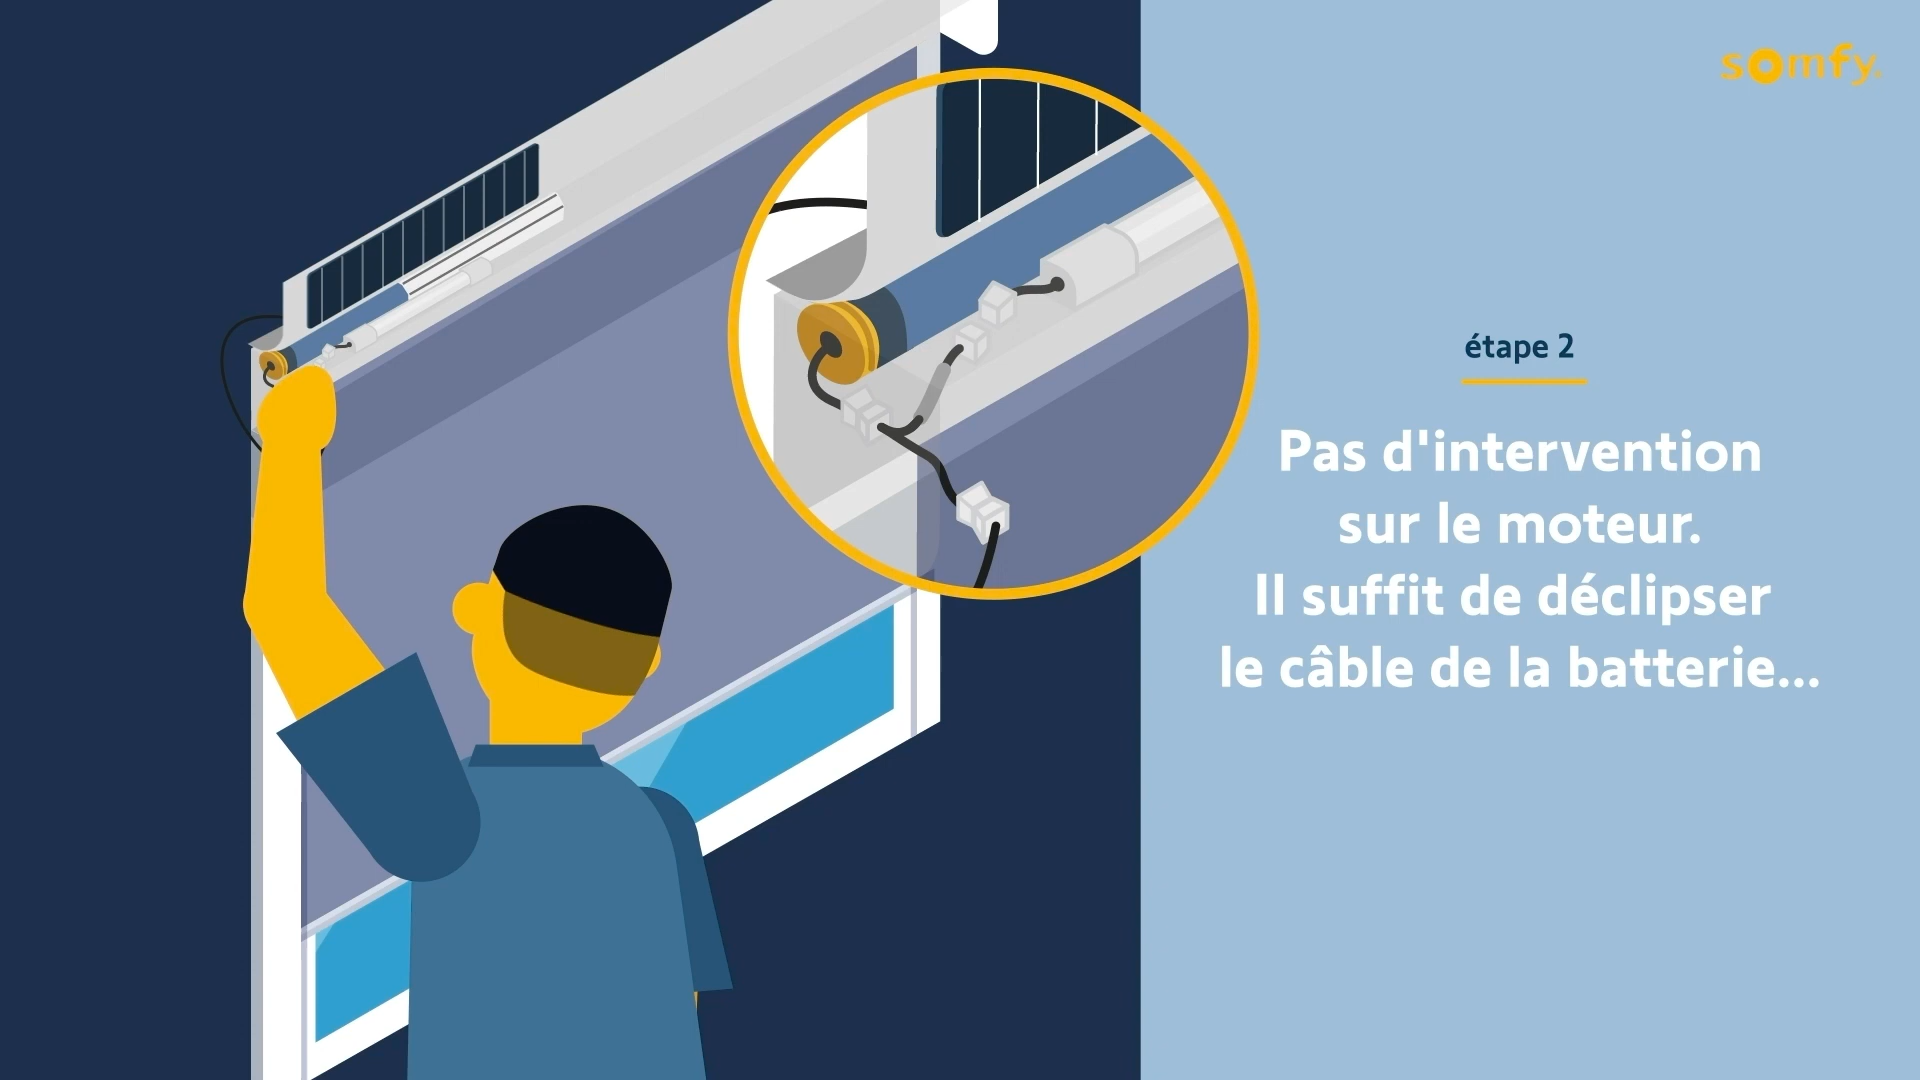 somfy.
étape 2
Pas d'intervention
sur le moteur.
Il suffit de déclipser
le câble de la batterie...